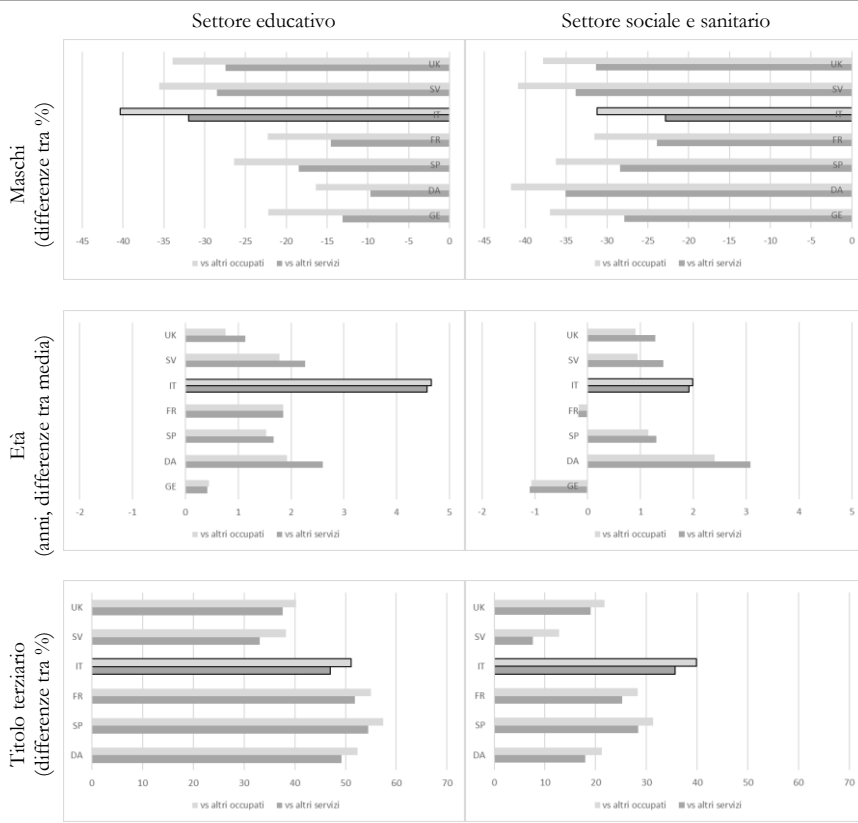 Settore educativo
Settore sociale e sanitario
Maschi
(differenze tra %)
UK
SV
IT
FR
SP
DA
GE
-45 -40 -35 -30 -25 -20 -15 -10 -5 -0
vs altri occupati vs altri servizi
UK
SV
IT
FR
SP
DA
GE
-45 -40 -35 -30 -25 -20 -15 -10 -5 -0
vs altri occupati vs altri servizi
Età
(anni, differenze tra media)
UK
SV
IT
FR
SP
DA
GE
-2 -1 0 1 2 3 4 5
vs altri occupati vs altri servizi
UK
SV
IT
FR
SP
DA
GE
-2 -1 0 1 2 3 4 5
vs altri occupati vs altri servizi
Titolo terziario
(differenze tra %)
UK
SV
IT
FR
SP
DA
0 10 20 30 40 50 60 70
vs altri occupati vs altri servizi
UK
SV
IT
FR
SP
DA
0 10 20 30 40 50 60 70
vs altri occupati vs altri servizi